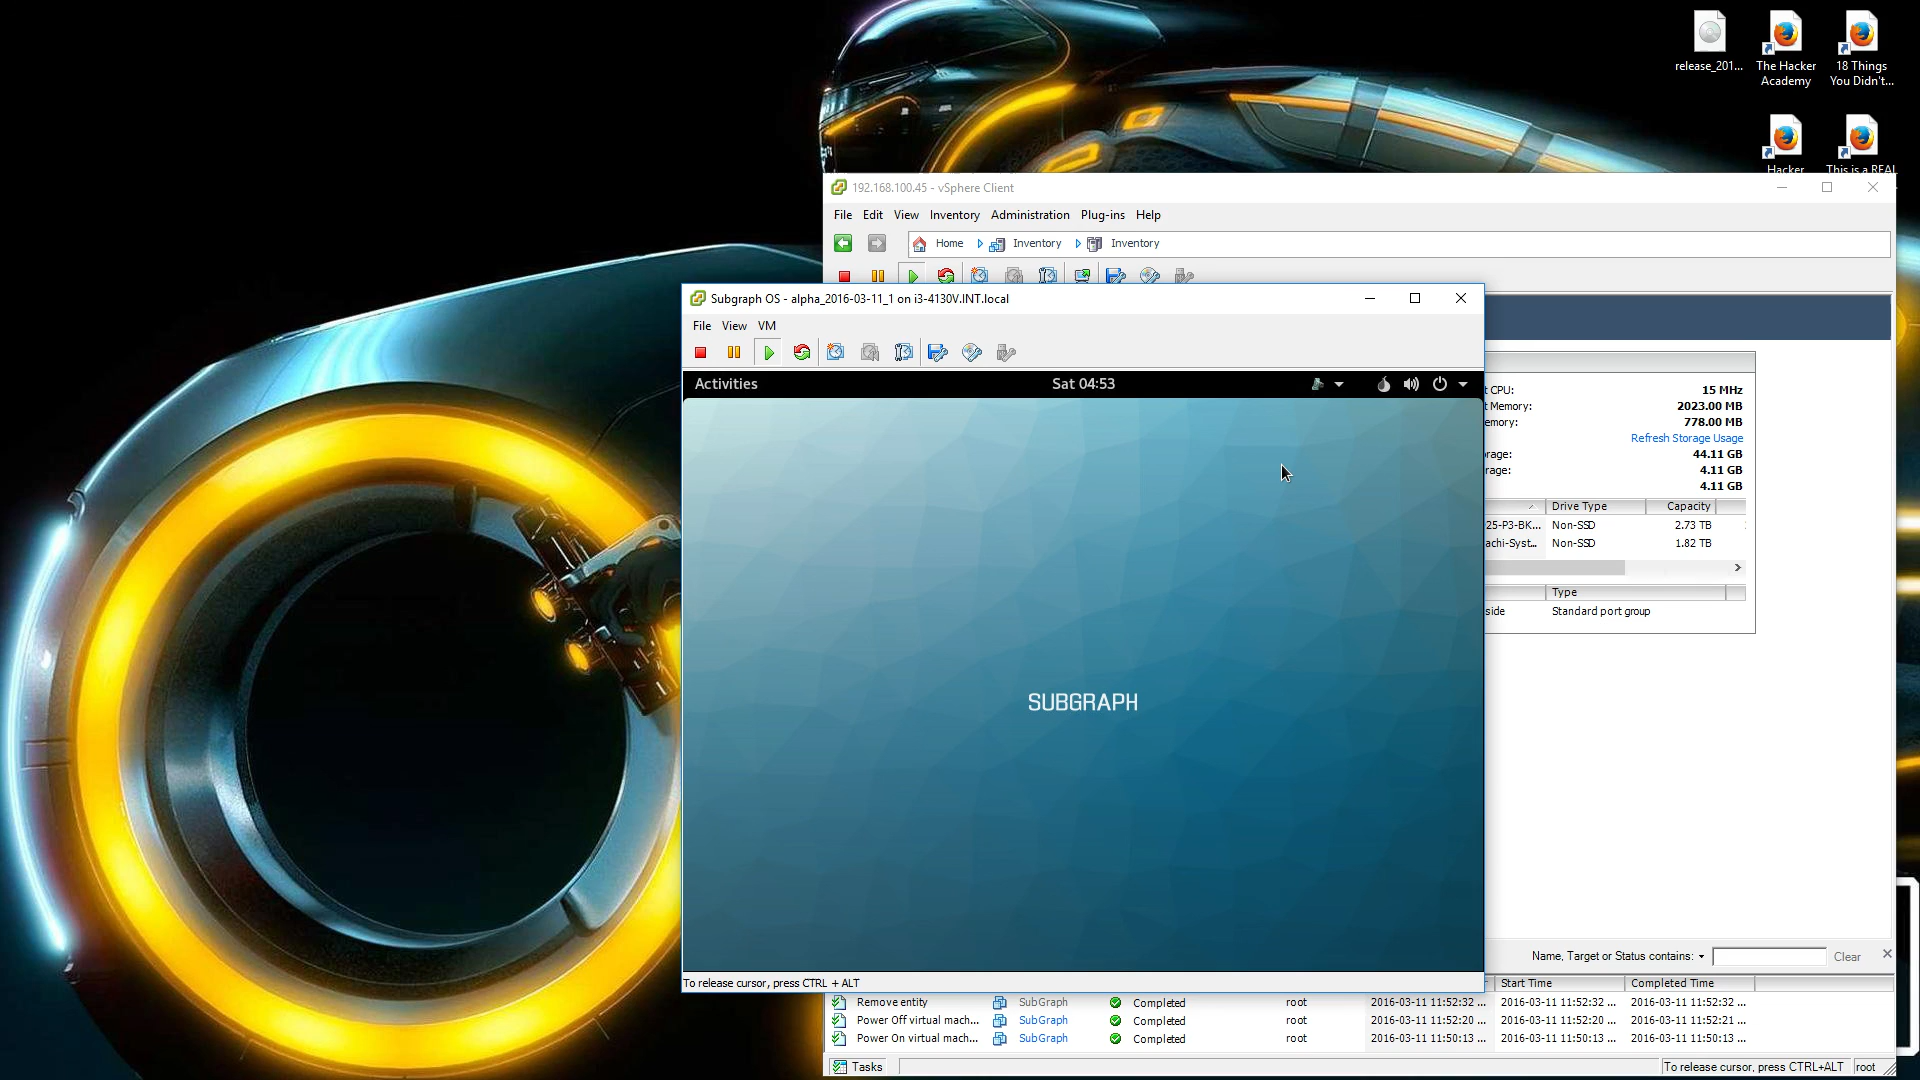 release_201...
The Hacker
Academy
18 Things
You Didn't...
Hacker
This is a REAL
192.168.100.45 - vSphere Client
File Edit View Inventory Administration Plug-ins Help
Home Inventory Inventory
Subgraph OS - alpha_2016-03-11_1 on i3-4130V.INT.local
File View VM
Activities Sat 04:53
SUBGRAPH
To release cursor, press CTRL + ALT
t CPU: 15 MHz
t Memory: 2023.00 MB
emory: 778.00 MB
Refresh Storage Usage
rage: 44.11 GB
rage: 4.11 GB
4.11 GB
Drive Type Capacity
25-P3-BK... Non-SSD 2.73 TB
achi-Syst... Non-SSD 1.82 TB
Type
side Standard port group
Name, Target or Status contains: Clear
Start Time Completed Time
Remove entity SubGraph Completed root 2016-03-11 11:52:32 ... 2016-03-11 11:52:32 ... 2016-03-11 11:52:32 ...
Power Off virtual mach... SubGraph Completed root 2016-03-11 11:52:20 ... 2016-03-11 11:52:20 ... 2016-03-11 11:52:21 ...
Power On virtual mach... SubGraph Completed root 2016-03-11 11:50:13 ... 2016-03-11 11:50:13 ... 2016-03-11 11:50:13 ...
Tasks To release cursor, press CTRL+ALT root